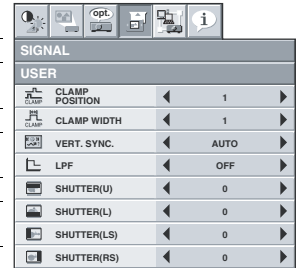 opt.
i
SIGNAL
USER
CLAMP CLAMP POSITION 1
CLAMP CLAMP WIDTH 1
VERT. SYNC. AUTO
LPF OFF
SHUTTER(U) 0
SHUTTER(L) 0
SHUTTER(LS) 0
SHUTTER(RS) 0